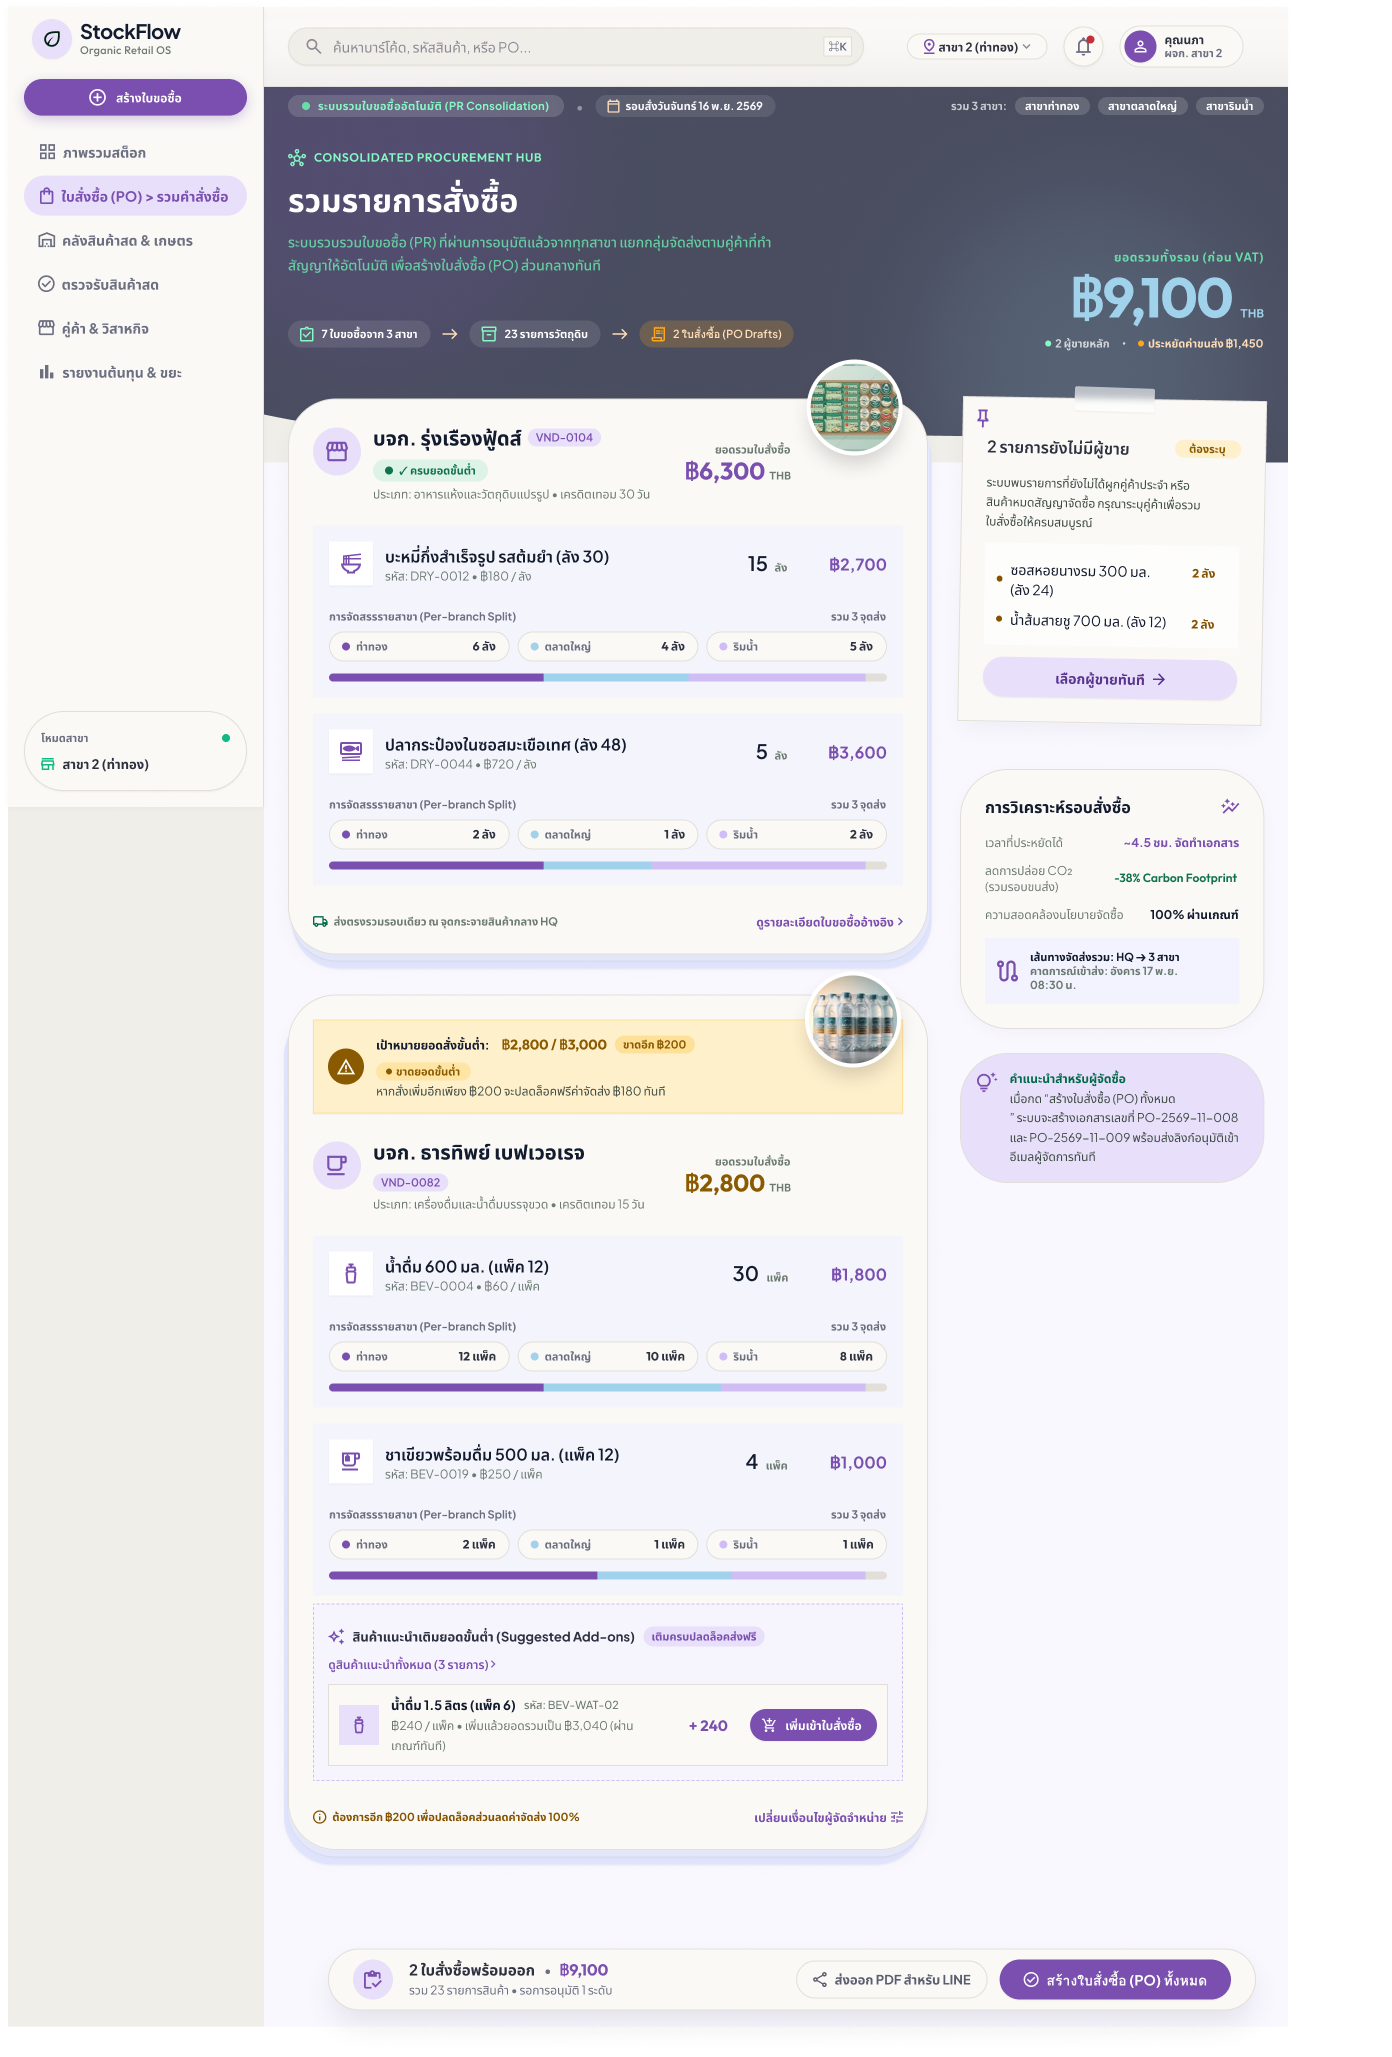 StockFlow
Organic Retail OS
สร้างใบขอซื้อ
ภาพรวมสต็อก
ใบสั่งซื้อ (PO) > รวมคำสั่งซื้อ
คลังสินค้าสด & เกษตร
ตรวจรับสินค้าสด
คู่ค้า & วิสาหกิจ
รายงานต้นทุน & ขยะ
โหมดสาขา
สาขา 2 (ท่าทอง)
ค้นหาบาร์โค้ด, รหัสสินค้า, หรือ PO...
⌘K
สาขา 2 (ท่าทอง)
คุณนภา
ผจก. สาขา 2
ระบบรวมใบขอซื้ออัตโนมัติ (PR Consolidation) • รอบสั่งวันจันทร์ 16 พ.ย. 2569
รวม 3 สาขา: สาขาท่าทอง สาขาตลาดใหญ่ สาขาริมน้ำ
CONSOLIDATED PROCUREMENT HUB
รวมรายการสั่งซื้อ
ระบบรวบรวมใบขอซื้อ (PR) ที่ผ่านการอนุมัติแล้วจากทุกสาขา แยกกลุ่มจัดส่งตามคู่ค้าที่ทำ
สัญญาให้อัตโนมัติ เพื่อสร้างใบสั่งซื้อ (PO) ส่วนกลางทันที
7 ใบขอซื้อจาก 3 สาขา → 23 รายการวัตถุดิบ → 2 ใบสั่งซื้อ (PO Drafts)
ยอดรวมทั้งรอบ (ก่อน VAT)
฿9,100 THB
• 2 ผู้ขายหลัก • • ประหยัดค่าขนส่ง ฿1,450
บจก. รุ่งเรืองฟู้ดส์ VND-0104
✓ ครบยอดขั้นต่ำ
ประเภท: อาหารแห้งและวัตถุดิบแปรรูป • เครดิตเทอม 30 วัน
ยอดรวมใบสั่งซื้อ
฿6,300 THB
บะหมี่กึ่งสำเร็จรูป รสต้มยำ (ลัง 30)
รหัส: DRY-0012 • ฿180 / ลัง
15 ลัง ฿2,700
การจัดสรรรายสาขา (Per-branch Split) รวม 3 จุดส่ง
ท่าทอง 6 ลัง ตลาดใหญ่ 4 ลัง ริมน้ำ 5 ลัง
ปลากระป๋องในซอสมะเขือเทศ (ลัง 48)
รหัส: DRY-0044 • ฿720 / ลัง
5 ลัง ฿3,600
การจัดสรรรายสาขา (Per-branch Split) รวม 3 จุดส่ง
ท่าทอง 2 ลัง ตลาดใหญ่ 1 ลัง ริมน้ำ 2 ลัง
ส่งตรงรวมรอบเดียว ณ จุดกระจายสินค้ากลาง HQ
ดูรายละเอียดใบขอซื้ออ้างอิง >
เป้าหมายยอดสั่งขั้นต่ำ: ฿2,800 / ฿3,000 ขาดอีก ฿200
• ขาดยอดขั้นต่ำ
หากสั่งเพิ่มอีกเพียง ฿200 จะปลดล็อคฟรีค่าจัดส่ง ฿180 ทันที
บจก. ธารทิพย์ เบฟเวอเรจ
VND-0082
ประเภท: เครื่องดื่มและน้ำดื่มบรรจุขวด • เครดิตเทอม 15 วัน
ยอดรวมใบสั่งซื้อ
฿2,800 THB
น้ำดื่ม 600 มล. (แพ็ค 12)
รหัส: BEV-0004 • ฿60 / แพ็ค
30 แพ็ค ฿1,800
การจัดสรรรายสาขา (Per-branch Split) รวม 3 จุดส่ง
ท่าทอง 12 แพ็ค ตลาดใหญ่ 10 แพ็ค ริมน้ำ 8 แพ็ค
ชาเขียวพร้อมดื่ม 500 มล. (แพ็ค 12)
รหัส: BEV-0019 • ฿250 / แพ็ค
4 แพ็ค ฿1,000
การจัดสรรรายสาขา (Per-branch Split) รวม 3 จุดส่ง
ท่าทอง 2 แพ็ค ตลาดใหญ่ 1 แพ็ค ริมน้ำ 1 แพ็ค
สินค้าแนะนำเติมยอดขั้นต่ำ (Suggested Add-ons) เติมครบปลดล็อคส่งฟรี
ดูสินค้าแนะนำทั้งหมด (3 รายการ) >
น้ำดื่ม 1.5 ลิตร (แพ็ค 6) รหัส: BEV-WAT-02
฿240 / แพ็ค • เพิ่มแล้วยอดรวมเป็น ฿3,040 (ผ่าน
เกณฑ์ทันที)
+ 240
เพิ่มเข้าใบสั่งซื้อ
ต้องการอีก ฿200 เพื่อปลดล็อคส่วนลดค่าจัดส่ง 100%
เปลี่ยนเงื่อนไขผู้จัดจำหน่าย
2 รายการยังไม่มีผู้ขาย ต้องระบุ
ระบบพบรายการที่ยังไม่ได้ผูกคู่ค้าประจำ หรือ
สินค้าหมดสัญญาจัดซื้อ กรุณาระบุคู่ค้าเพื่อรวม
ใบสั่งซื้อให้ครบสมบูรณ์
• ซอสหอยนางรม 300 มล. 2 ลัง
(ลัง 24)
• น้ำส้มสายชู 700 มล. (ลัง 12) 2 ลัง
เลือกผู้ขายทันที →
การวิเคราะห์รอบสั่งซื้อ
เวลาที่ประหยัดได้ ~4.5 ชม. จัดทำเอกสาร
ลดการปล่อย CO2 -38% Carbon Footprint
(รวมรอบขนส่ง)
ความสอดคล้องนโยบายจัดซื้อ 100% ผ่านเกณฑ์
เส้นทางจัดส่งรวม: HQ → 3 สาขา
คาดการณ์เข้าส่ง: อังคาร 17 พ.ย.
08:30 น.
คำแนะนำสำหรับผู้จัดซื้อ
เมื่อกด "สร้างใบสั่งซื้อ (PO) ทั้งหมด
" ระบบจะสร้างเอกสารเลขที่ PO-2569-11-008
และ PO-2569-11-009 พร้อมส่งลิงก์อนุมัติเข้า
อีเมลผู้จัดการทันที
2 ใบสั่งซื้อพร้อมออก • ฿9,100
รวม 23 รายการสินค้า • รอการอนุมัติ 1 ระดับ
ส่งออก PDF สำหรับ LINE
สร้างใบสั่งซื้อ (PO) ทั้งหมด